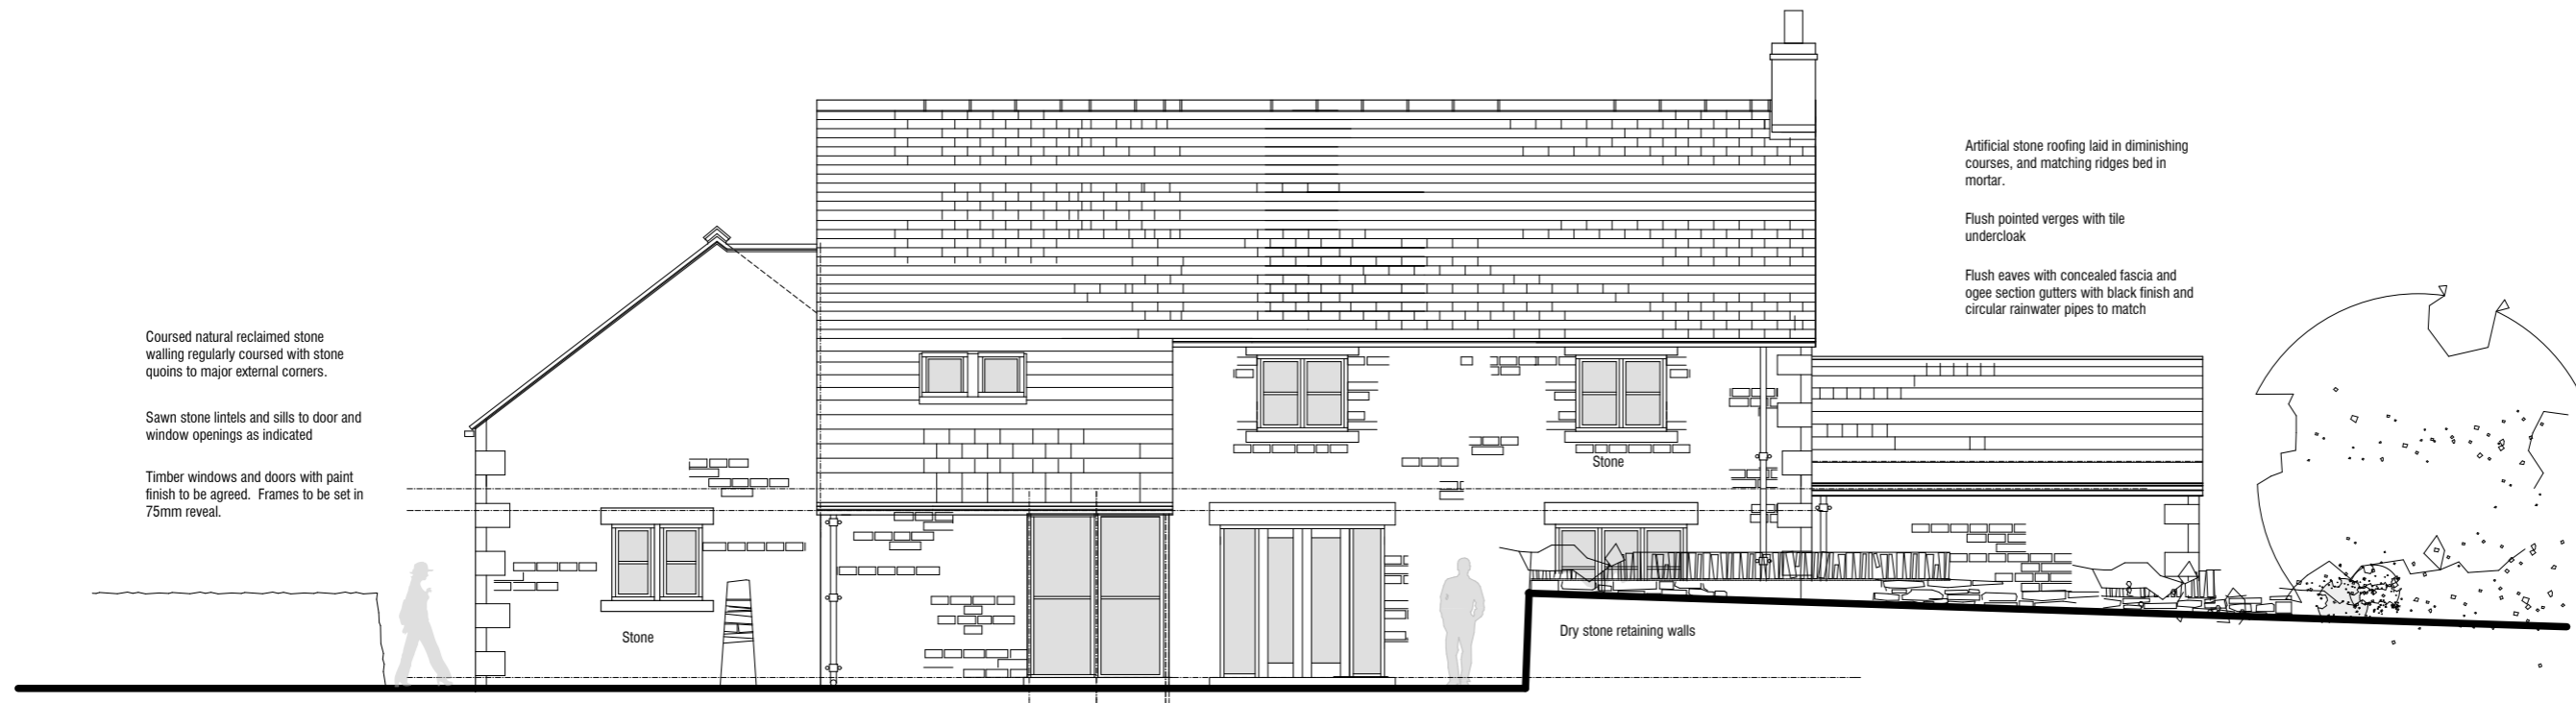 Coursed natural reclaimed stone
walling regularly coursed with stone
quoins to major external corners.
Sawn stone lintels and sills to door and
window openings as indicated
Timber windows and doors with paint
finish to be agreed. Frames to be set in
75mm reveal.
Stone
Stone
Dry stone retaining walls
Artificial stone roofing laid in diminishing
courses, and matching ridges bed in
mortar.
Flush pointed verges with tile
undercloak
Flush eaves with concealed fascia and
ogee section gutters with black finish and
circular rainwater pipes to match